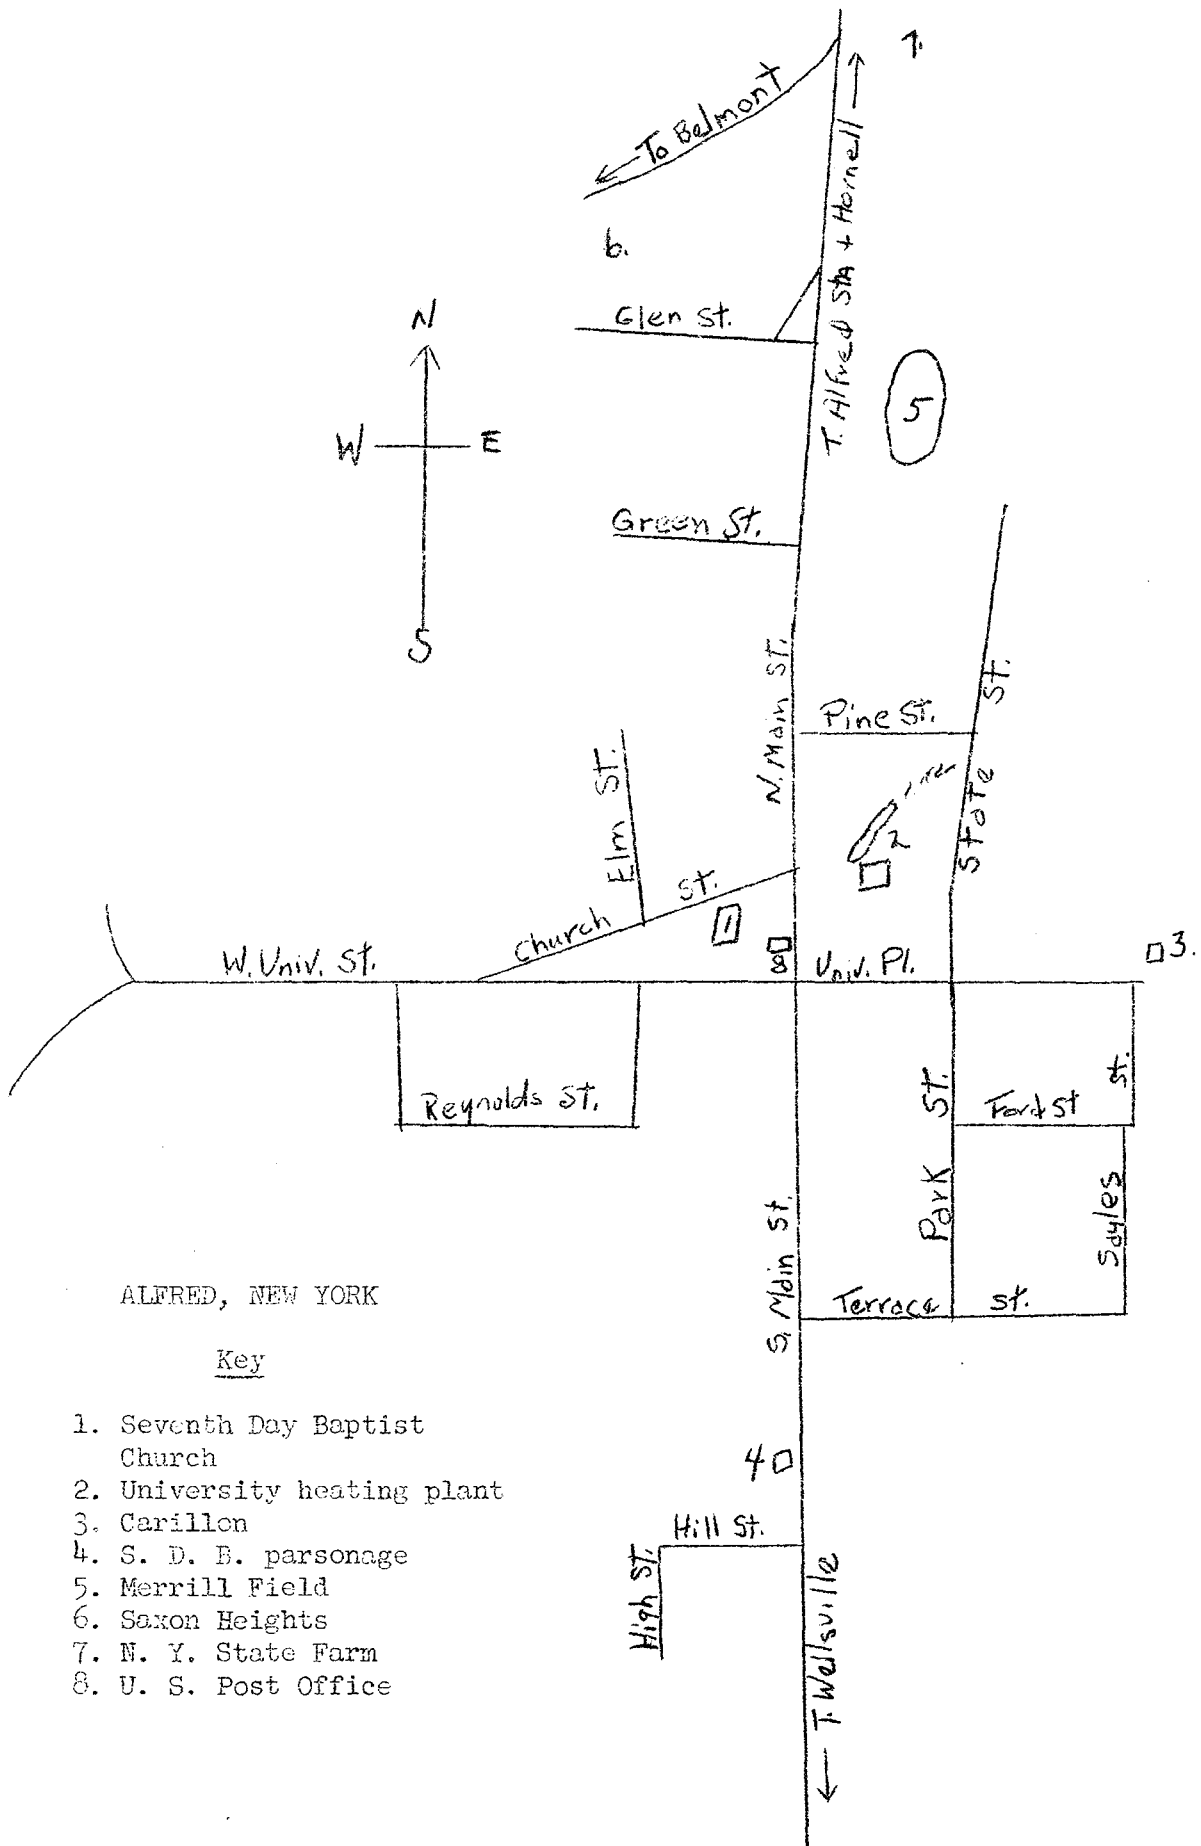 7.
← To Belmont
T. Alfred Sta + Hornell →
6.
Glen St.
N
W E
S
5
Green St.
N. Main St.
Pine St.
State St.
Elm St.
2
Church St.
1
8
W. Univ. St.
Univ. Pl.
3.
Reynolds St.
Park St.
Ford St
Sayles St.
S. Main St.
Terrace St.
ALFRED, NEW YORK
Key
1. Seventh Day Baptist
Church
2. University heating plant
3. Carillon
4. S. D. B. parsonage
5. Merrill Field
6. Saxon Heights
7. N. Y. State Farm
8. U. S. Post Office
4
Hill St.
High St.
← T. Wellsville